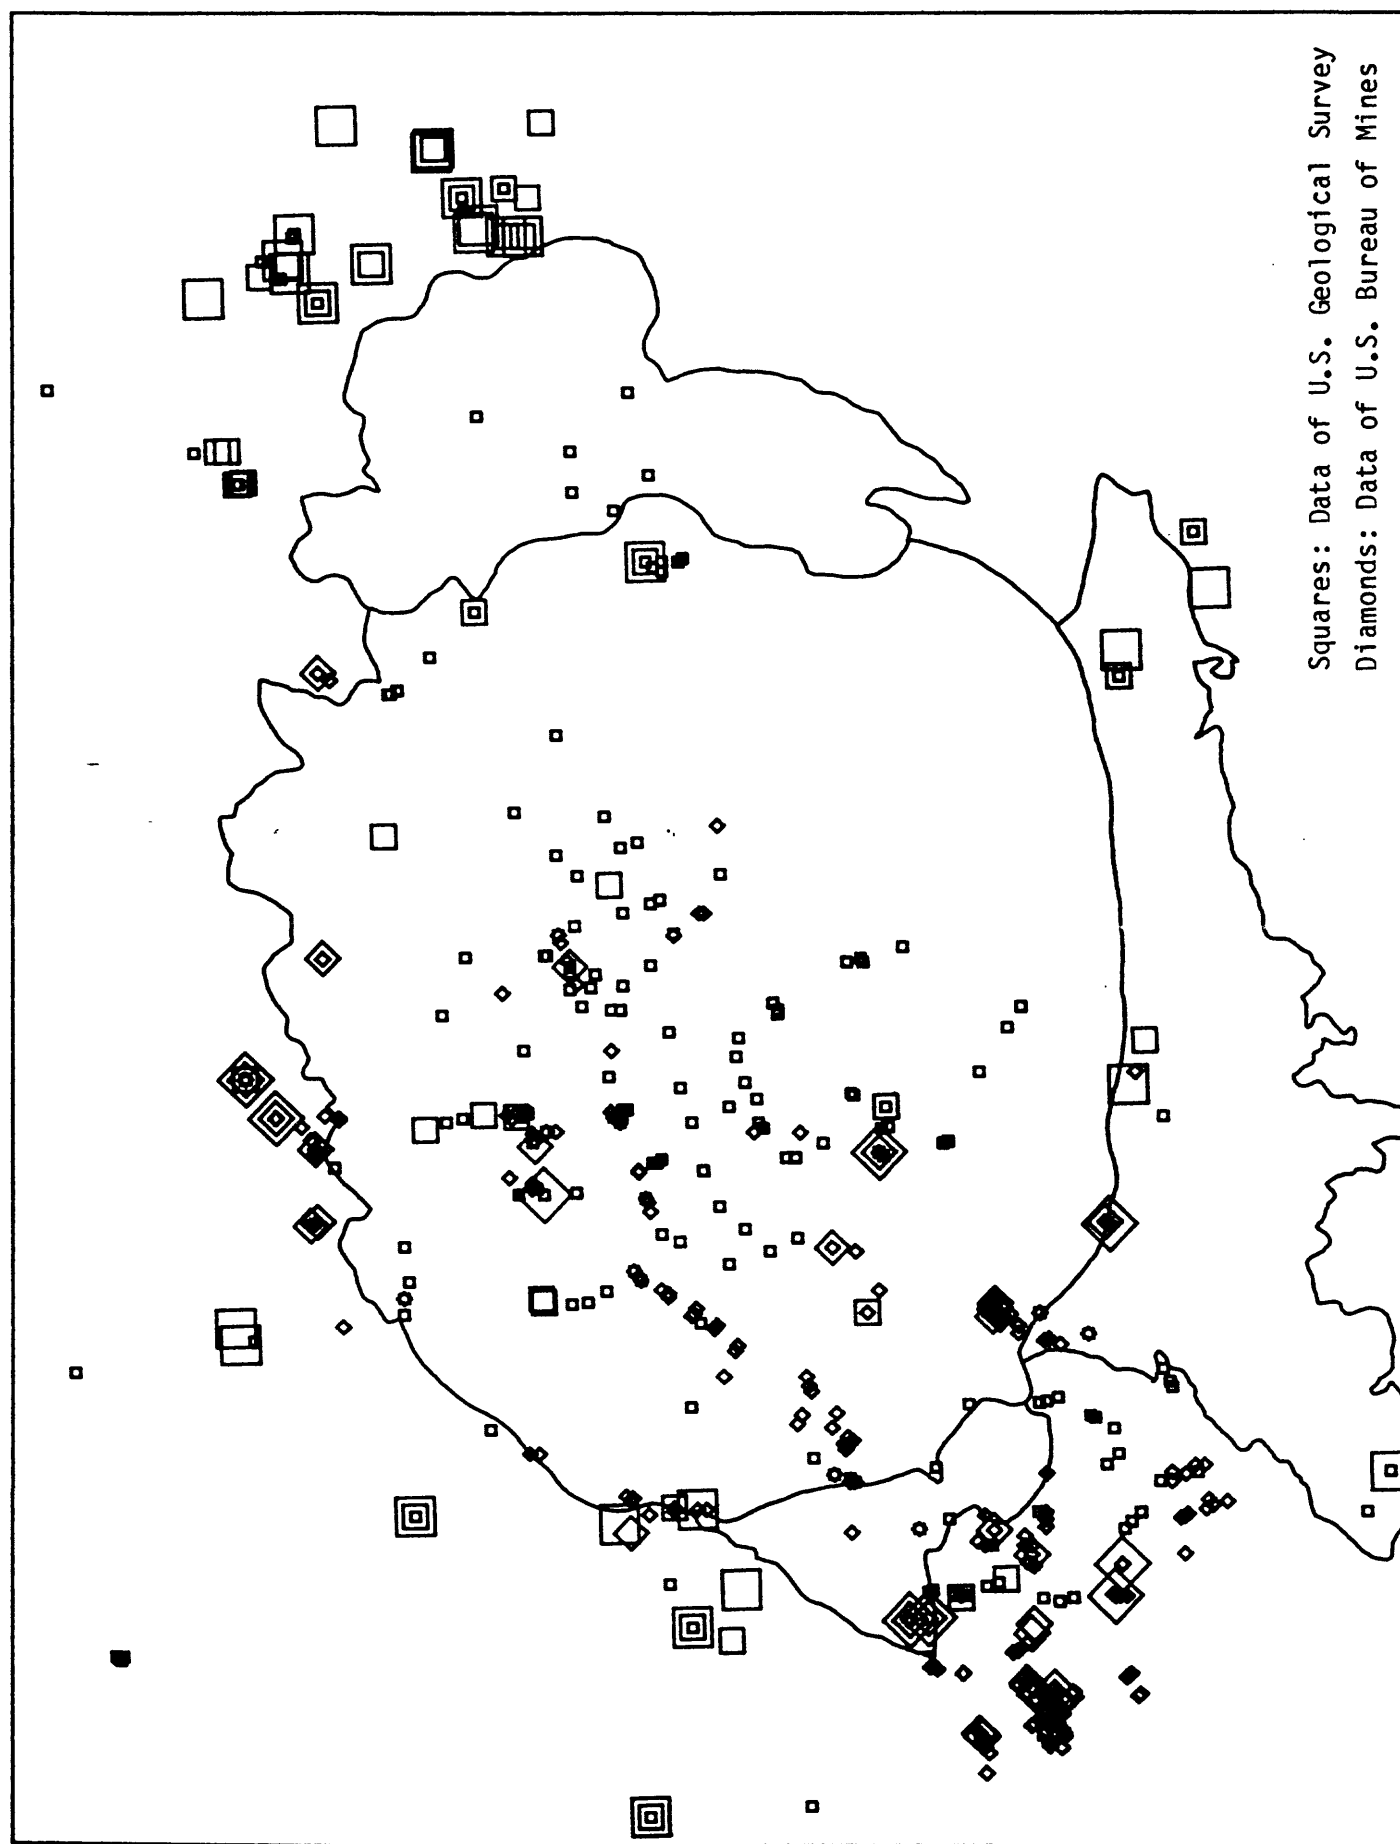 Squares: Data of U.S. Geological Survey
Diamonds: Data of U.S. Bureau of Mines